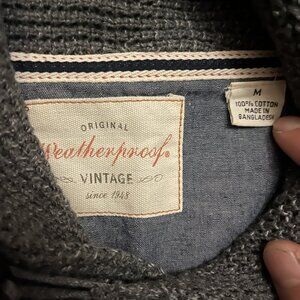 ORIGINAL
Weatherproof®
VINTAGE
since 1948
M
100% COTTON
MADE IN
BANGLADESH